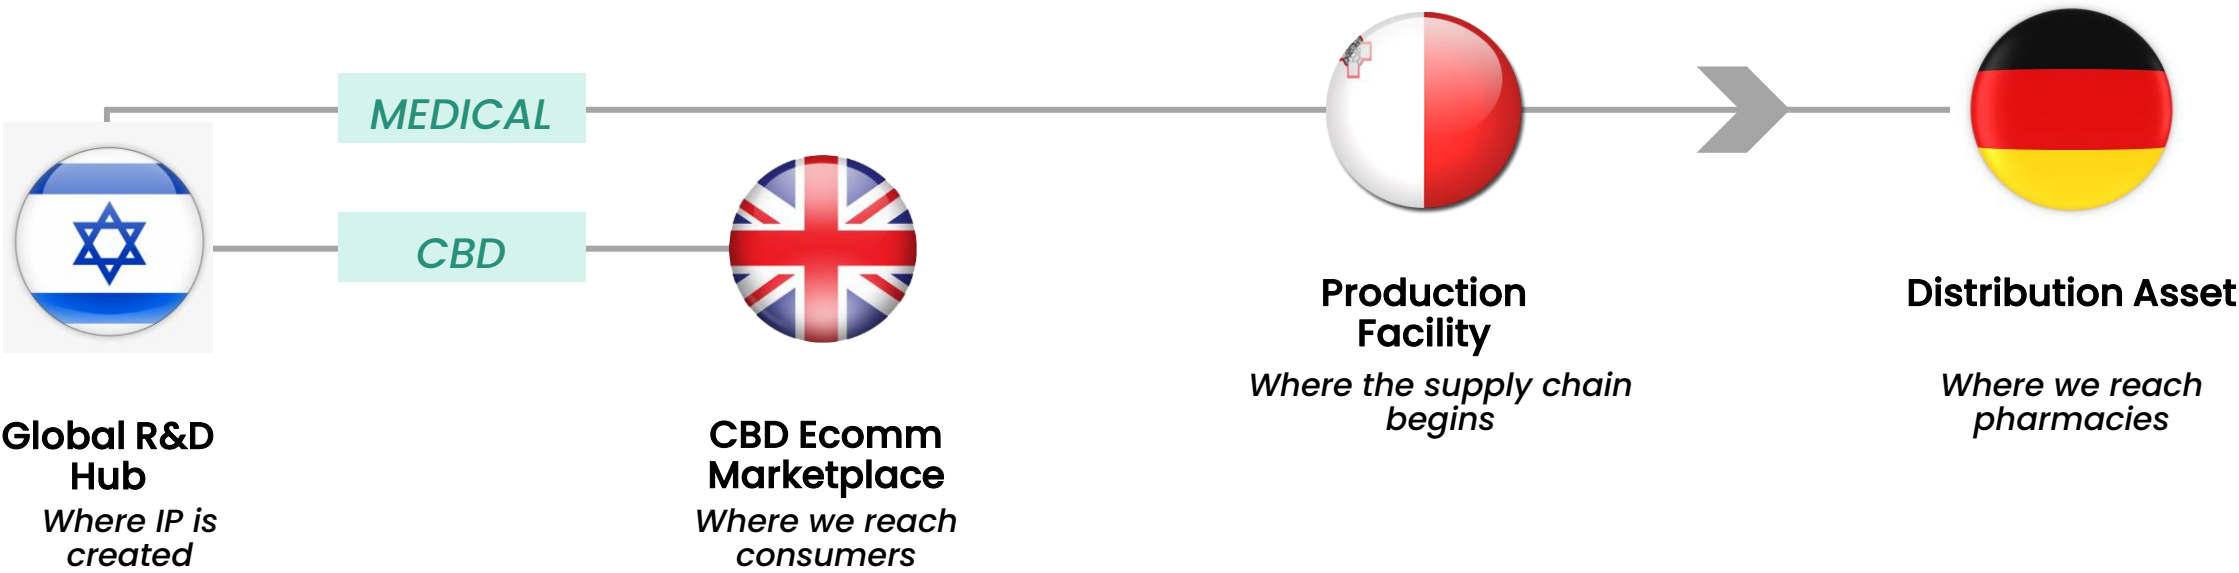 MEDICAL
CBD
Global R&D
Hub
Where IP is
created
CBD Ecomm
Marketplace
Where we reach
consumers
Production
Facility
Where the supply chain
begins
Distribution Asset
Where we reach
pharmacies